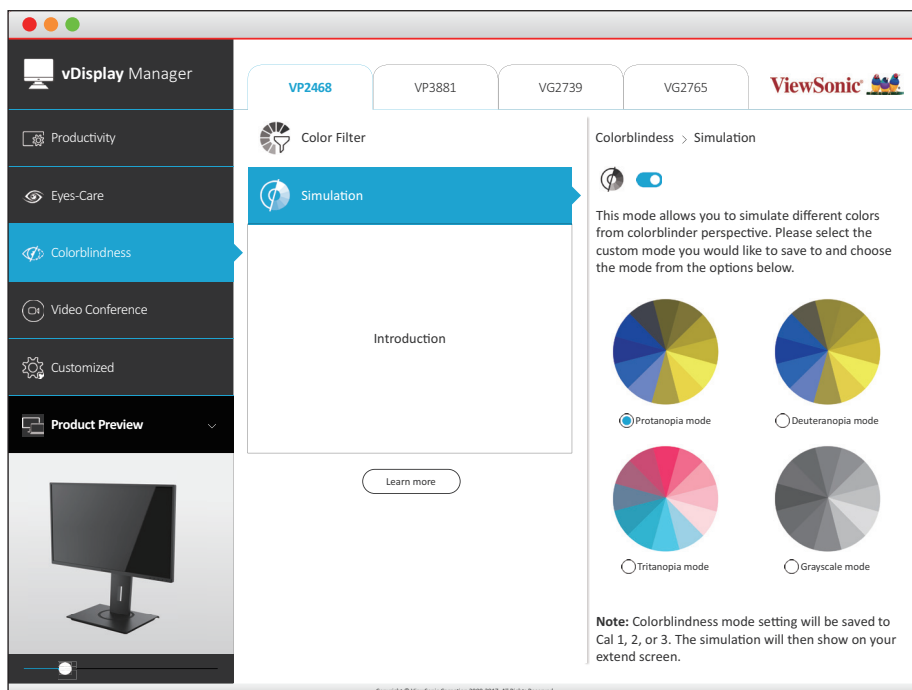 vDisplay Manager
VP2468
VP3881
VG2739
VG2765
ViewSonic
Productivity
Eyes-Care
Colorblindness
Video Conference
Customized
Product Preview
Color Filter
Simulation
Introduction
Learn more
Colorblindeess > Simulation
This mode allows you to simulate different colors
from colorblinder perspective. Please select the
custom mode you would like to save to and choose
the mode from the options below.
Protanopia mode
Deuteranopia mode
Tritanopia mode
Grayscale mode
Note: Colorblindness mode setting will be saved to
Cal 1, 2, or 3. The simulation will then show on your
extend screen.